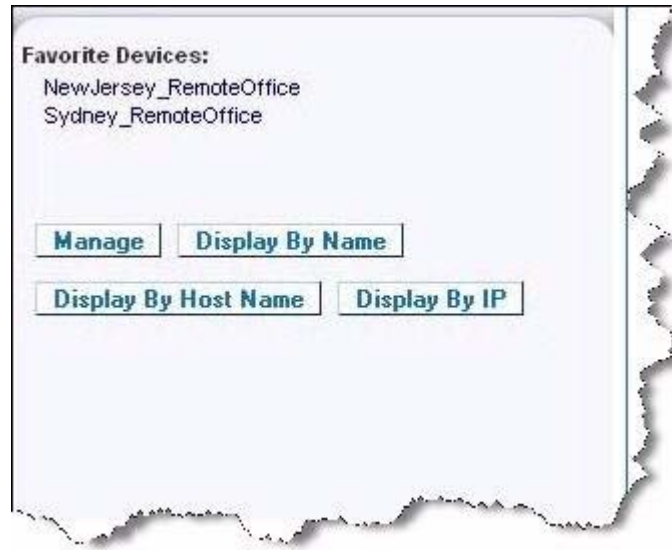 Favorite Devices:
NewJersey_RemoteOffice
Sydney_RemoteOffice
Manage Display By Name
Display By Host Name Display By IP